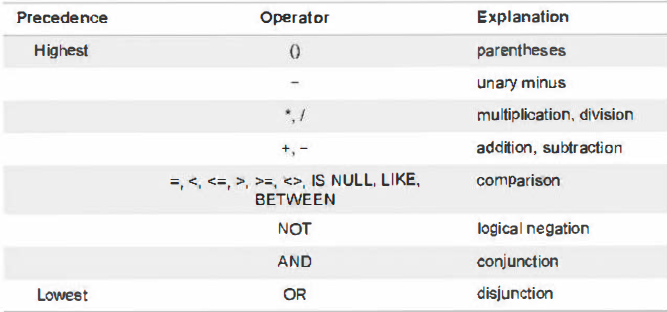 Precedence Operator Explanation
Highest () parentheses
− unary minus
*, / multiplication, division
+, − addition, subtraction
=, <, <=, >, >=, <>, IS NULL, LIKE, comparison
BETWEEN
NOT logical negation
AND conjunction
Lowest OR disjunction